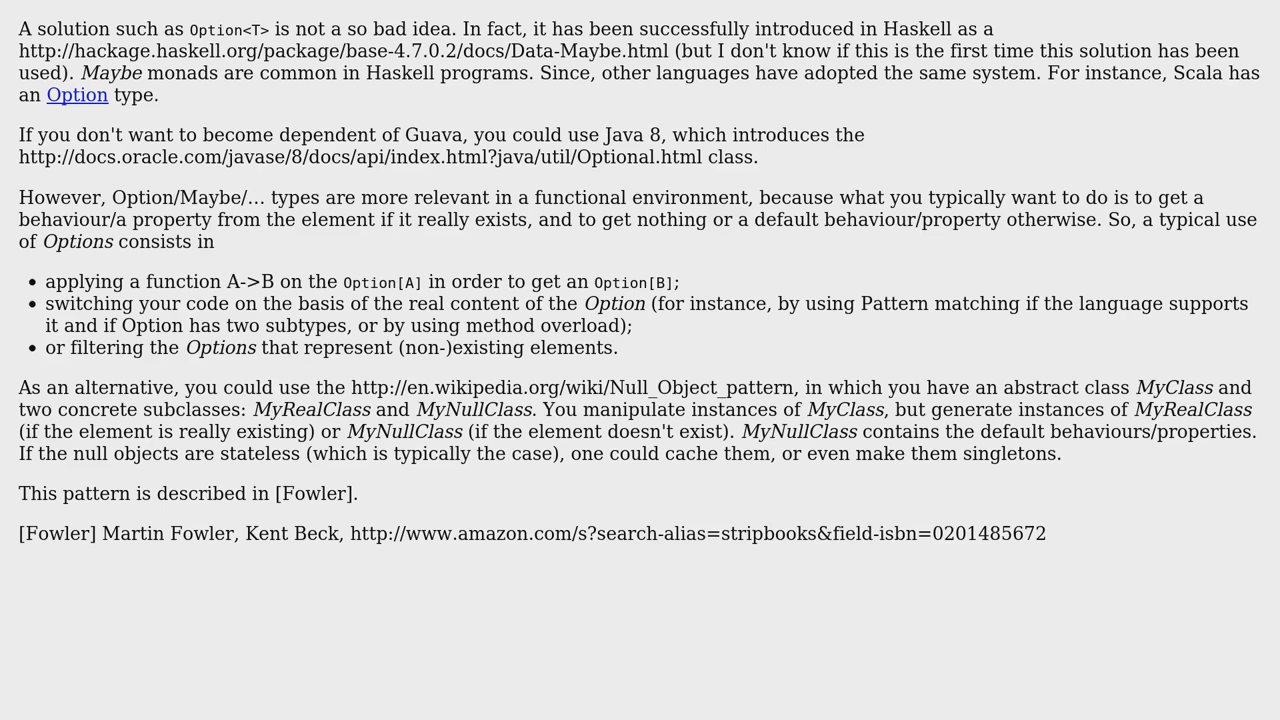 A solution such as Option<T> is not a so bad idea. In fact, it has been successfully introduced in Haskell as a
http://hackage.haskell.org/package/base-4.7.0.2/docs/Data-Maybe.html (but I don't know if this is the first time this solution has been
used). Maybe monads are common in Haskell programs. Since, other languages have adopted the same system. For instance, Scala has
an Option type.
If you don't want to become dependent of Guava, you could use Java 8, which introduces the
http://docs.oracle.com/javase/8/docs/api/index.html?java/util/Optional.html class.
However, Option/Maybe/... types are more relevant in a functional environment, because what you typically want to do is to get a
behaviour/a property from the element if it really exists, and to get nothing or a default behaviour/property otherwise. So, a typical use
of Options consists in
• applying a function A->B on the Option[A] in order to get an Option[B];
• switching your code on the basis of the real content of the Option (for instance, by using Pattern matching if the language supports
it and if Option has two subtypes, or by using method overload);
• or filtering the Options that represent (non-)existing elements.
As an alternative, you could use the http://en.wikipedia.org/wiki/Null_Object_pattern, in which you have an abstract class MyClass and
two concrete subclasses: MyRealClass and MyNullClass. You manipulate instances of MyClass, but generate instances of MyRealClass
(if the element is really existing) or MyNullClass (if the element doesn't exist). MyNullClass contains the default behaviours/properties.
If the null objects are stateless (which is typically the case), one could cache them, or even make them singletons.
This pattern is described in [Fowler].
[Fowler] Martin Fowler, Kent Beck, http://www.amazon.com/s?search-alias=stripbooks&field-isbn=0201485672